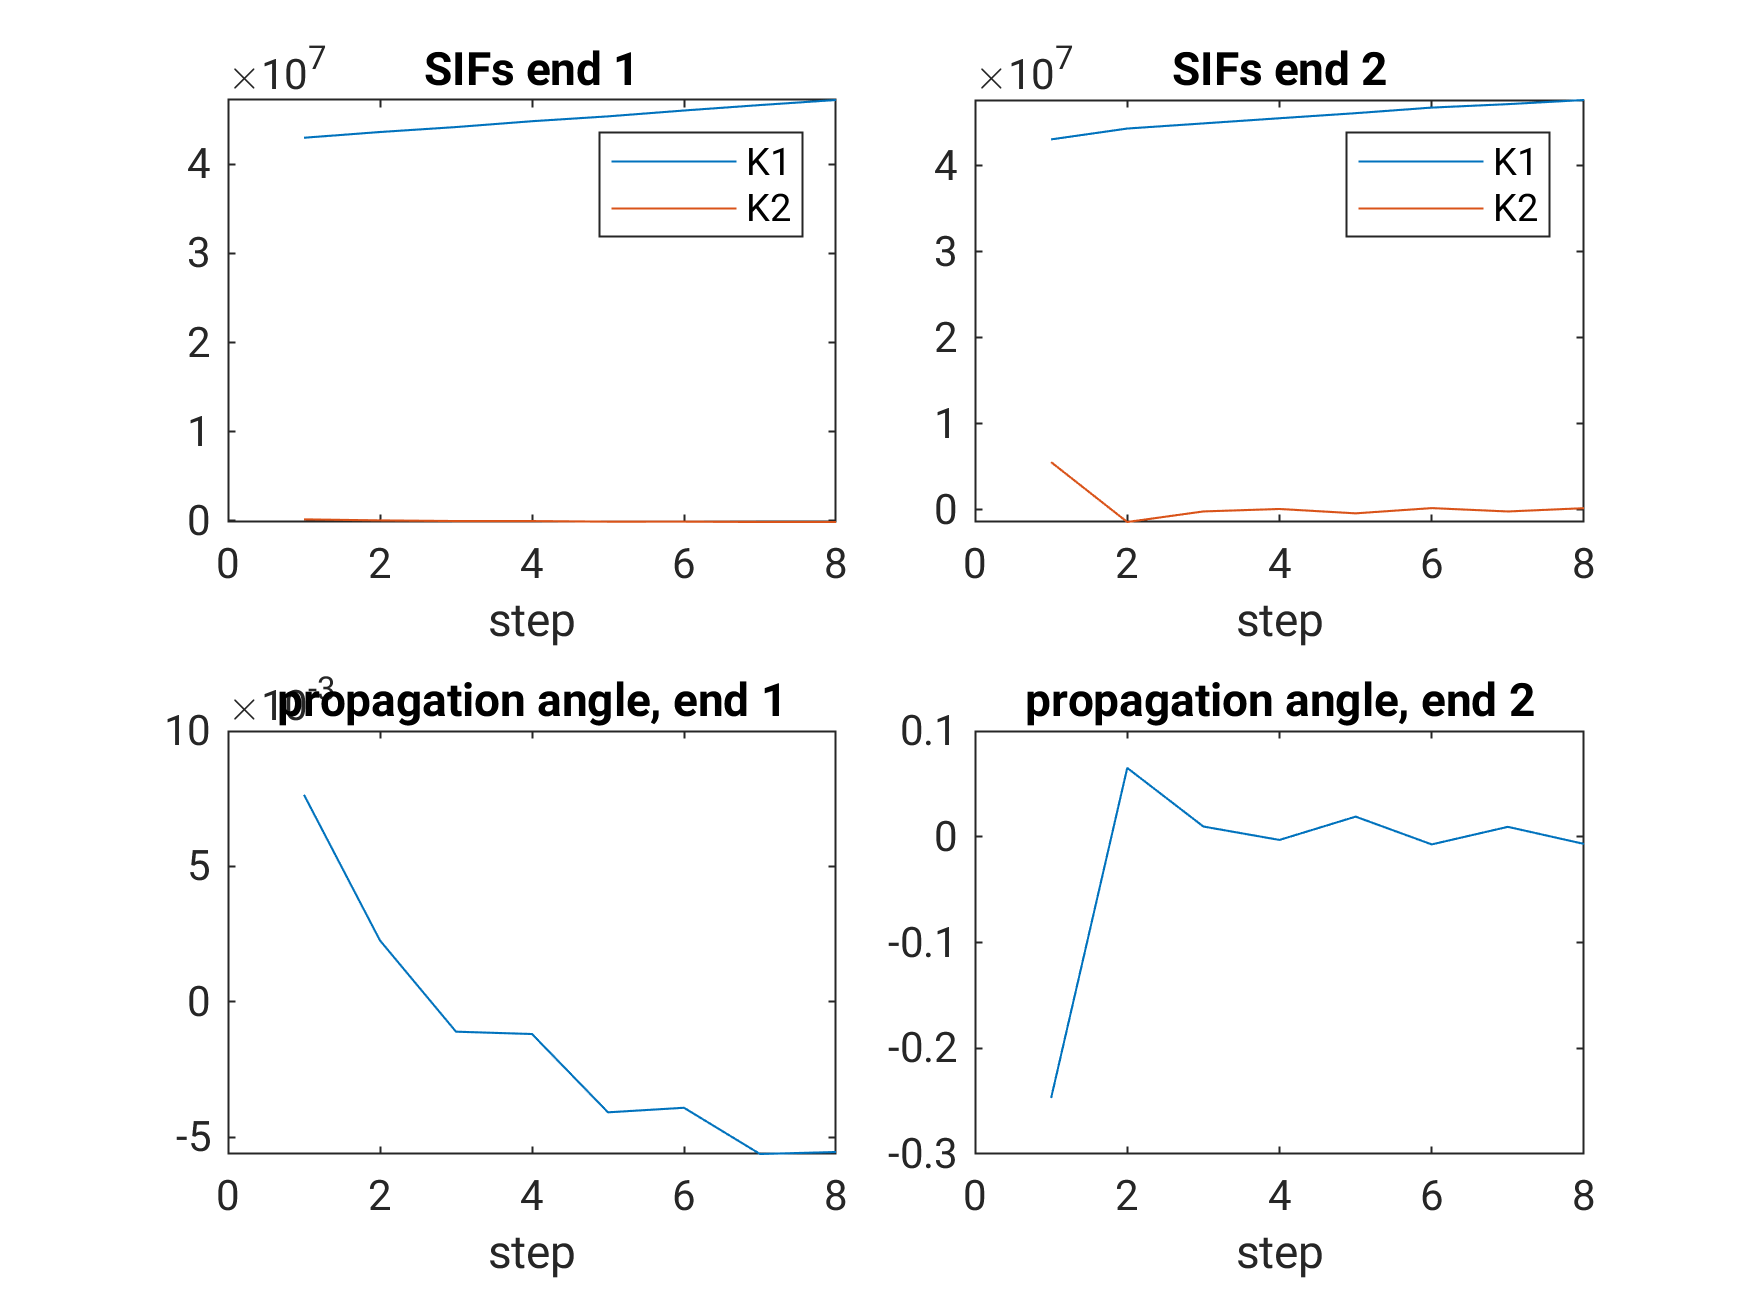 ×10^7 SIFs end 1
4
3
2
1
0
0 2 4 6 8
step
K1
K2
×10^7 SIFs end 2
4
3
2
1
0
0 2 4 6 8
step
K1
K2
×10^-3 propagation angle, end 1
10
5
0
-5
0 2 4 6 8
step
propagation angle, end 2
0.1
0
-0.1
-0.2
-0.3
0 2 4 6 8
step